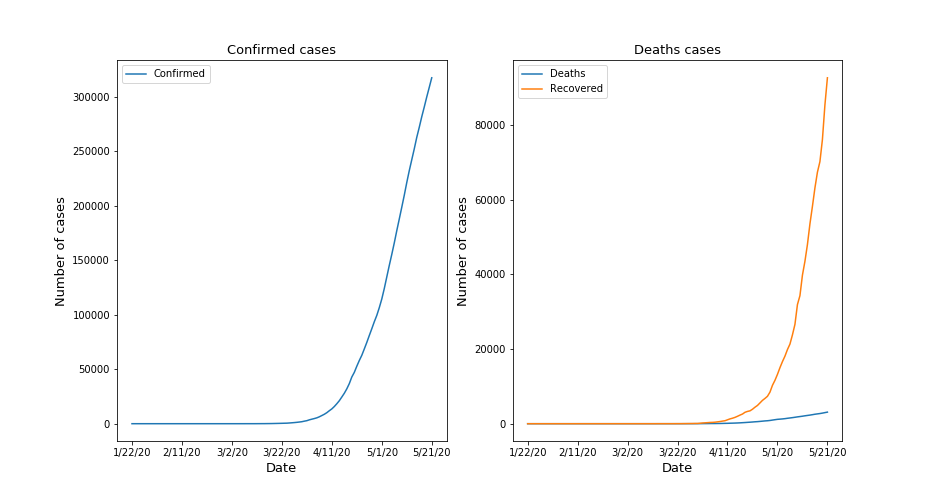 Confirmed cases
Confirmed
300000
250000
200000
150000
100000
50000
0
Number of cases
1/22/20 2/11/20 3/2/20 3/22/20 4/11/20 5/1/20 5/21/20
Date
Deaths cases
Deaths
Recovered
80000
60000
40000
20000
0
Number of cases
1/22/20 2/11/20 3/2/20 3/22/20 4/11/20 5/1/20 5/21/20
Date